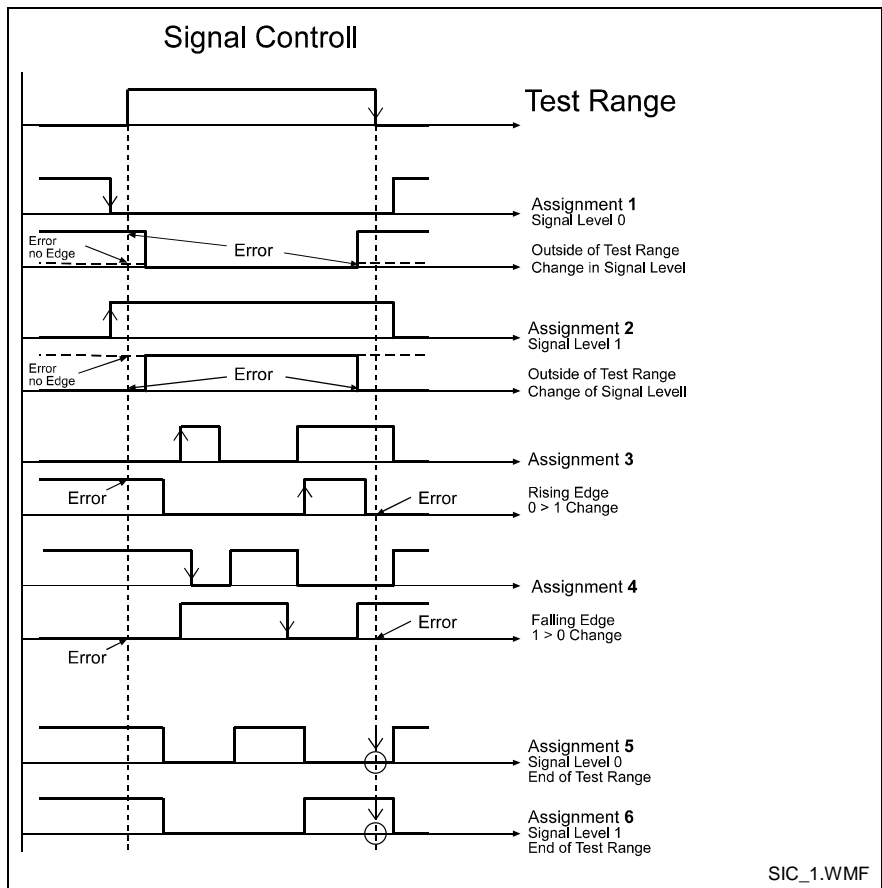 Signal Controll
Test Range
Assignment 1
Signal Level 0
Error
no Edge
Error
Outside of Test Range
Change in Signal Level
Assignment 2
Signal Level 1
Error
no Edge
Error
Outside of Test Range
Change of Signal Levell
Assignment 3
Error
Error
Rising Edge
0 > 1 Change
Assignment 4
Error
Error
Falling Edge
1 > 0 Change
Assignment 5
Signal Level 0
End of Test Range
Assignment 6
Signal Level 1
End of Test Range
SIC_1.WMF